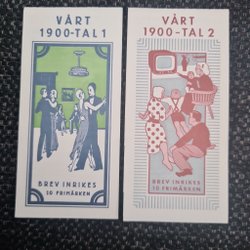 VÅRT
1900-TAL 1
BREV INRIKES
10 FRIMÄRKEN
VÅRT
1900-TAL 2
BREV INRIKES
10 FRIMÄRKEN